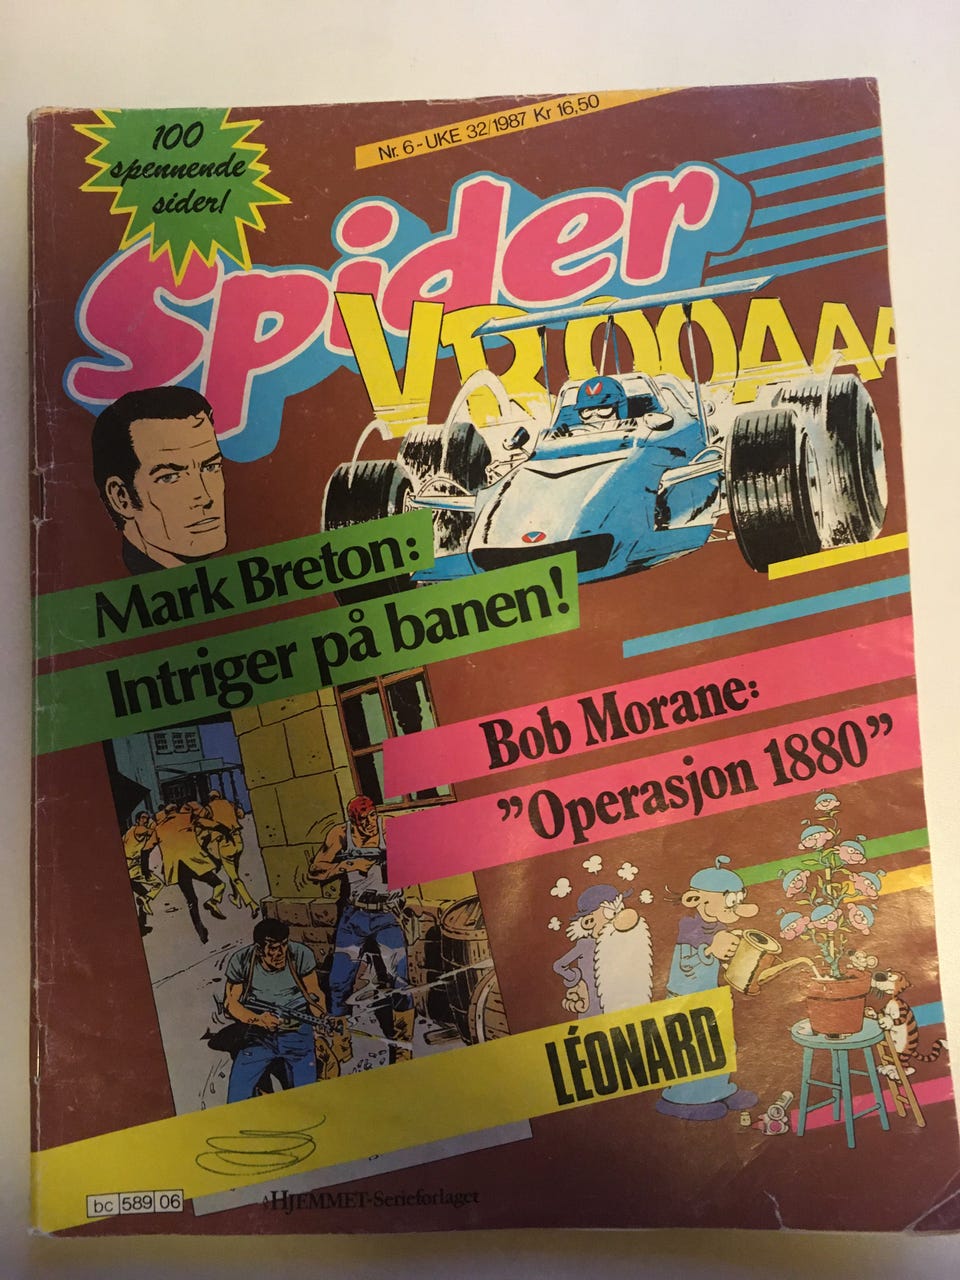 100
spennende
sider!
Nr. 6 - UKE 32/1987 Kr 16,50
Spider
VROOAAA
Mark Breton:
Intriger på banen!
Bob Morane:
”Operasjon 1880”
LÉONARD
bc 589 06
HJEMMET-Serieforlaget